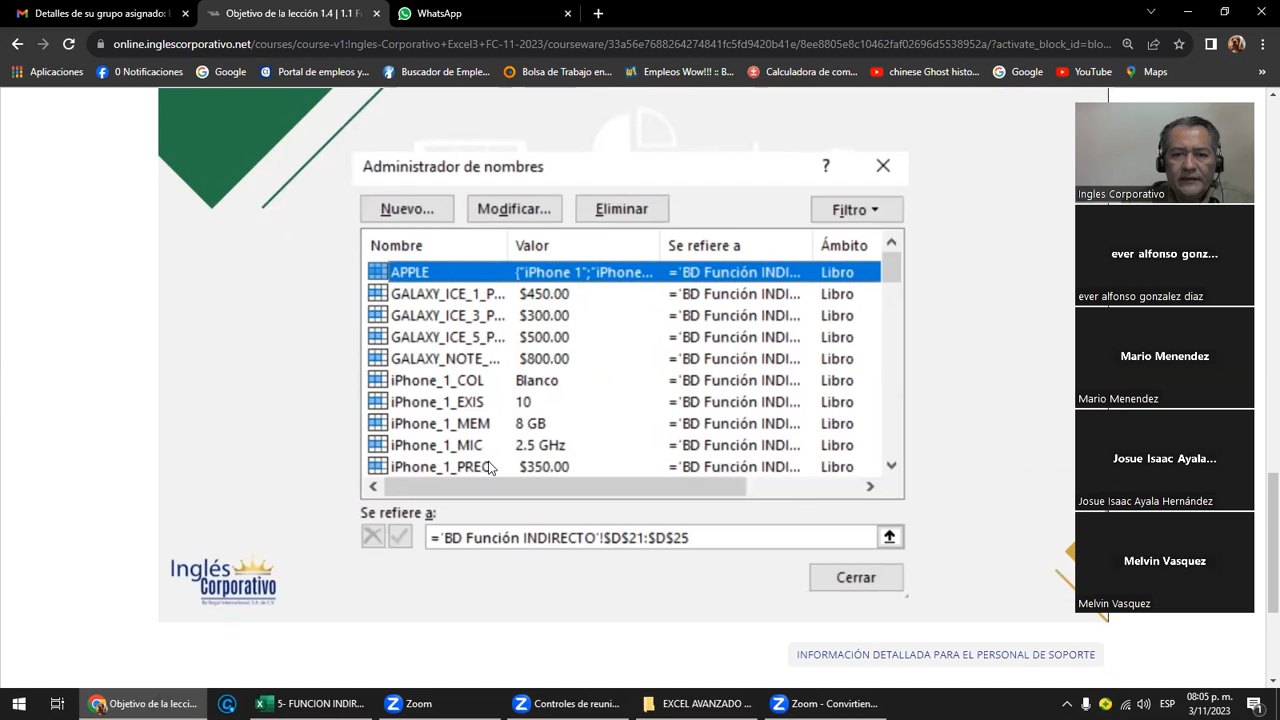 Detalles de su grupo asignado: 1
Objetivo de la lección 1.4 | 1.1 F
WhatsApp
online.inglescorporativo.net/courses/course-v1:Ingles-Corporativo+Excel3+FC-11-2023/courseware/33a56e7688264274841fc5fd9420b41e/8ee8805e8c10462faf02696d5538952a/?activate_block_id=blo...
Aplicaciones
0 Notificaciones
Google
Portal de empleos y...
Buscador de Emple...
Bolsa de Trabajo en...
Empleos Wow!!! :: B...
Calculadora de com...
chinese Ghost histo...
Google
YouTube
Maps
Administrador de nombres
Nuevo... Modificar... Eliminar Filtro
Nombre Valor Se refiere a Ámbito
APPLE {"iPhone 1";"iPhone... ='BD Función INDI... Libro
GALAXY_ICE_1_P... $450.00 ='BD Función INDI... Libro
GALAXY_ICE_3_P... $300.00 ='BD Función INDI... Libro
GALAXY_ICE_5_P... $500.00 ='BD Función INDI... Libro
GALAXY_NOTE_... $800.00 ='BD Función INDI... Libro
iPhone_1_COL Blanco ='BD Función INDI... Libro
iPhone_1_EXIS 10 ='BD Función INDI... Libro
iPhone_1_MEM 8 GB ='BD Función INDI... Libro
iPhone_1_MIC 2.5 GHz ='BD Función INDI... Libro
iPhone_1_PREC $350.00 ='BD Función INDI... Libro
Se refiere a:
='BD Función INDIRECTO'!$D$21:$D$25
Cerrar
Inglés
Corporativo
INFORMACIÓN DETALLADA PARA EL PERSONAL DE SOPORTE
Ingles Corporativo
ever alfonso gonz...
ever alfonso gonzalez diaz
Mario Menendez
Mario Menendez
Josue Isaac Ayala...
Josue Isaac Ayala Hernández
Melvin Vasquez
Melvin Vasquez
Objetivo de la lecci...
5- FUNCION INDIR...
Zoom
Controles de reuni...
EXCEL AVANZADO ...
Zoom - Convirtien...
ESP
08:05 p. m.
3/11/2023